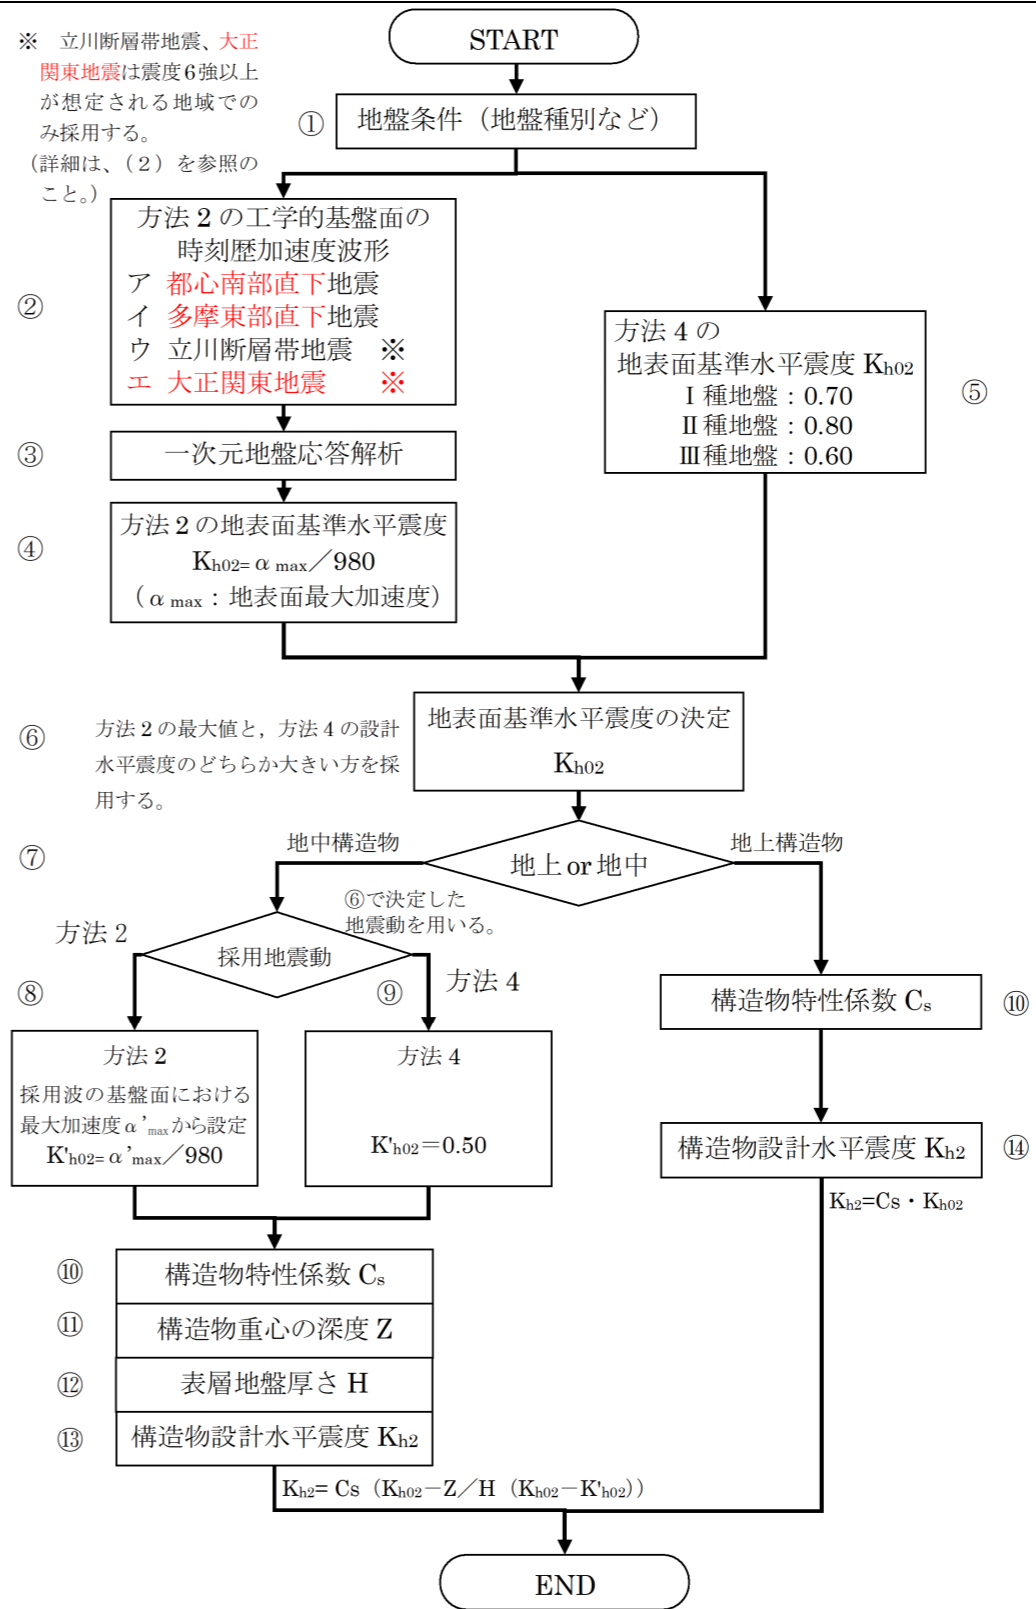 START
※　立川断層帯地震、大正
関東地震は震度6強以上
が想定される地域での
み採用する。
（詳細は、（2）を参照の
こと。）
①
地盤条件（地盤種別など）
②
方法 2 の工学的基盤面の
時刻歴加速度波形
ア 都心南部直下地震
イ 多摩東部直下地震
ウ 立川断層帯地震　※
エ 大正関東地震　※
③
一次元地盤応答解析
④
方法 2 の地表面基準水平震度
Kh02=αmax／980
（αmax：地表面最大加速度）
方法 4 の
地表面基準水平震度 Kh02
Ⅰ種地盤：0.70
Ⅱ種地盤：0.80
Ⅲ種地盤：0.60
⑤
⑥
方法 2 の最大値と，方法 4 の設計
水平震度のどちらか大きい方を採
用する。
地表面基準水平震度の決定
Kh02
⑦
地中構造物
地上 or 地中
地上構造物
⑥で決定した
地震動を用いる。
方法 2
採用地震動
方法 4
⑧
方法 2
採用波の基盤面における
最大加速度α’maxから設定
K'h02=α’max／980
⑨
方法 4
K'h02＝0.50
構造物特性係数 Cs
⑩
構造物設計水平震度 Kh2
⑭
Kh2=Cs・Kh02
⑩
構造物特性係数 Cs
⑪
構造物重心の深度 Z
⑫
表層地盤厚さ H
⑬
構造物設計水平震度 Kh2
Kh2= Cs（Kh02－Z／H（Kh02－K'h02））
END